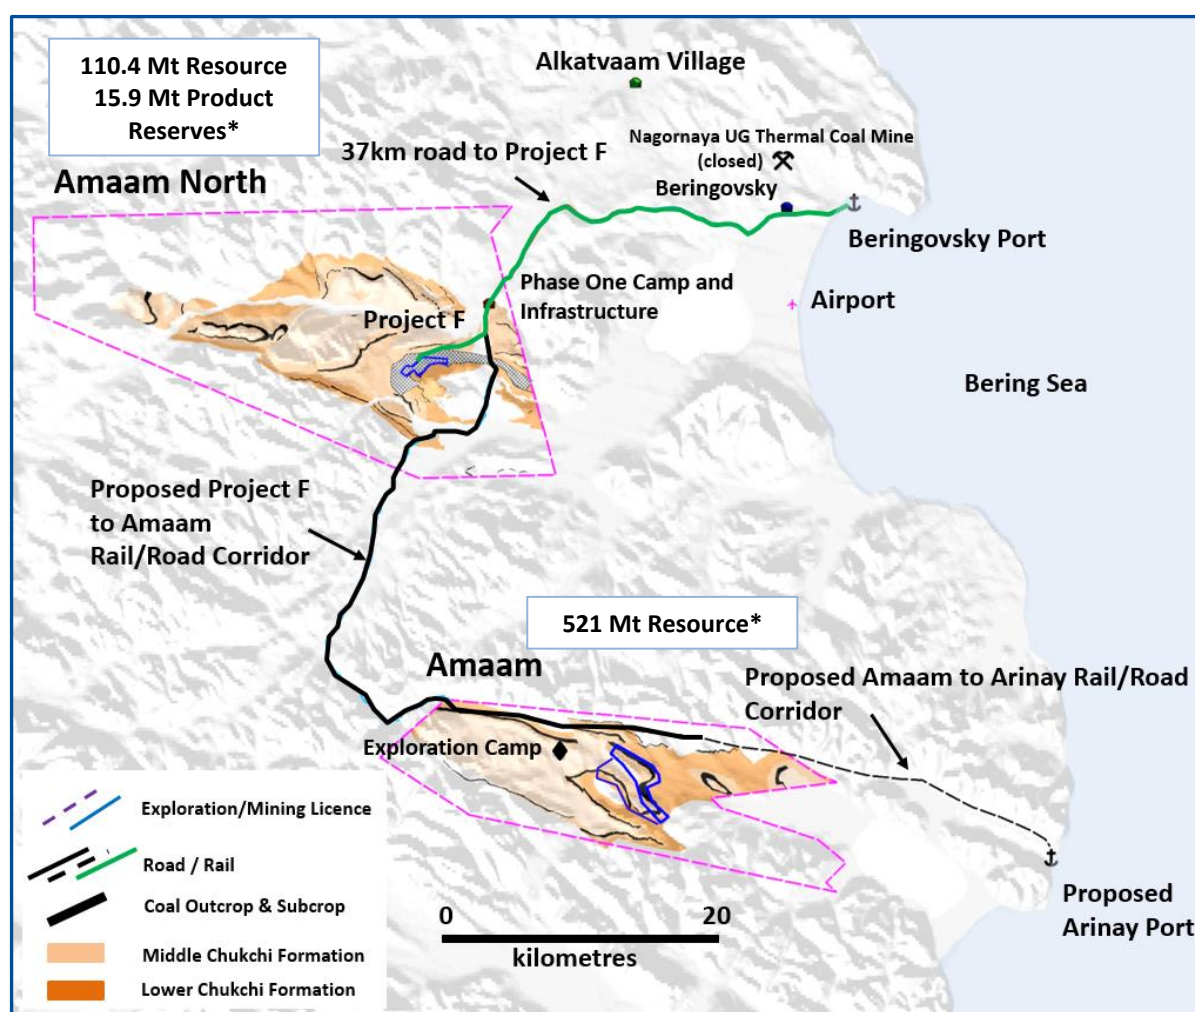 110.4 Mt Resource
15.9 Mt Product
Reserves*
Alkatvaam Village
Nagornaya UG Thermal Coal Mine
(closed)
37km road to Project F
Amaam North
Beringovsky
Beringovsky Port
Phase One Camp and
Infrastructure
Airport
Project F
Bering Sea
Proposed Project F
to Amaam
Rail/Road Corridor
521 Mt Resource*
Amaam
Proposed Amaam to Arinay Rail/Road
Corridor
Exploration Camp
Exploration/Mining Licence
Road / Rail
Coal Outcrop & Subcrop
Middle Chukchi Formation
Lower Chukchi Formation
0 20
kilometres
Proposed
Arinay Port